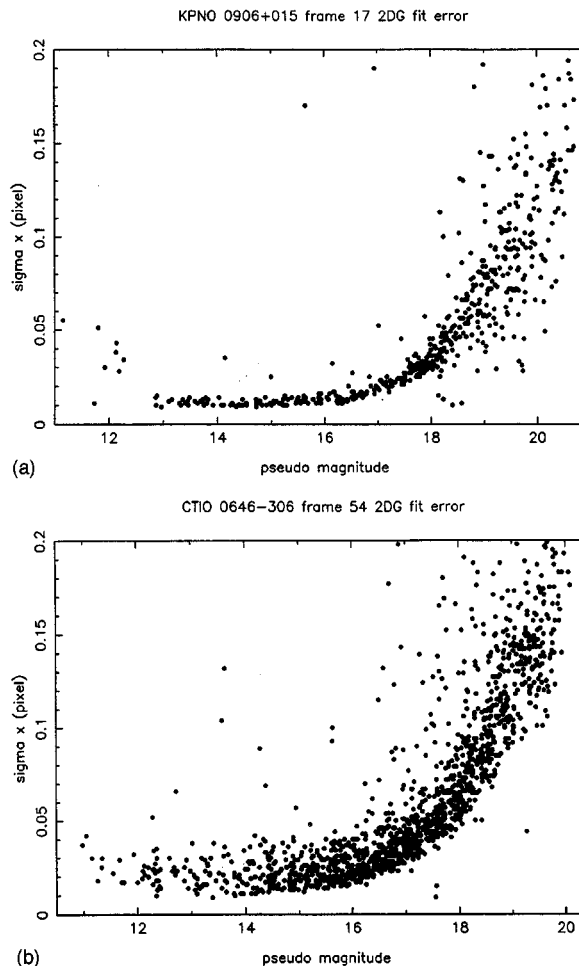 KPNO 0906+015 frame 17 2DG fit error
0.2
0.15
0.1
0.05
0
sigma x (pixel)
12 14 16 18 20
pseudo magnitude
(a)
CTIO 0646−306 frame 54 2DG fit error
0.2
0.15
0.1
0.05
0
sigma x (pixel)
12 14 16 18 20
pseudo magnitude
(b)